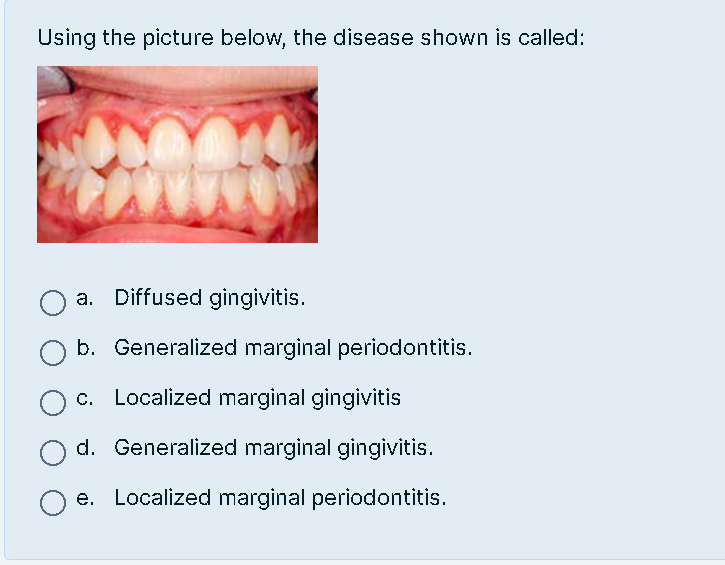 Using the picture below, the disease shown is called:
a. Diffused gingivitis.
b. Generalized marginal periodontitis.
c. Localized marginal gingivitis
d. Generalized marginal gingivitis.
e. Localized marginal periodontitis.